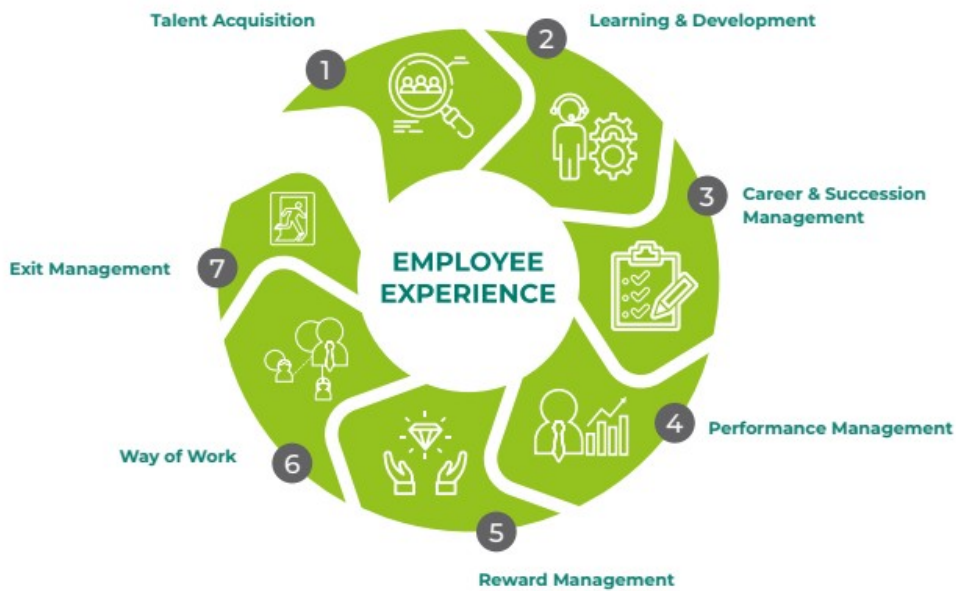 Talent Acquisition
1
2
Learning & Development
3
Career & Succession
Management
EMPLOYEE
EXPERIENCE
4
Performance Management
5
Reward Management
6
Way of Work
7
Exit Management